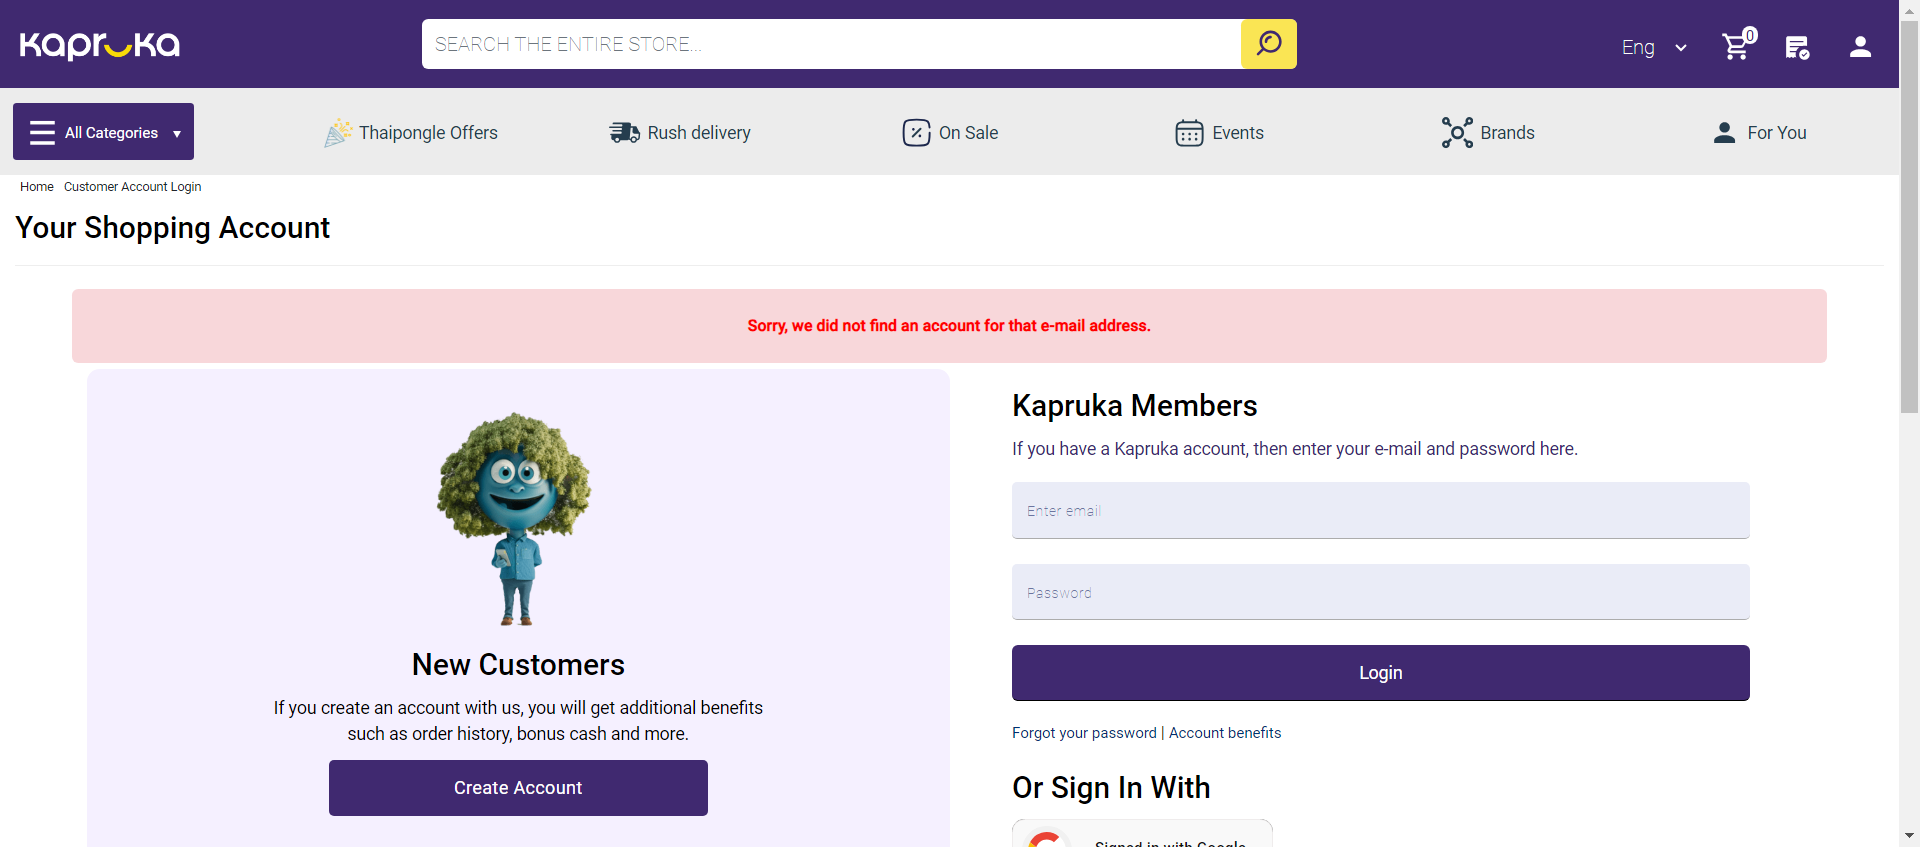 kapruka
SEARCH THE ENTIRE STORE...
Eng
0
All Categories
Thaipongle Offers
Rush delivery
On Sale
Events
Brands
For You
Home Customer Account Login
Your Shopping Account
Sorry, we did not find an account for that e-mail address.
New Customers
If you create an account with us, you will get additional benefits
such as order history, bonus cash and more.
Create Account
Kapruka Members
If you have a Kapruka account, then enter your e-mail and password here.
Enter email
Password
Login
Forgot your password | Account benefits
Or Sign In With
Signed in with Google